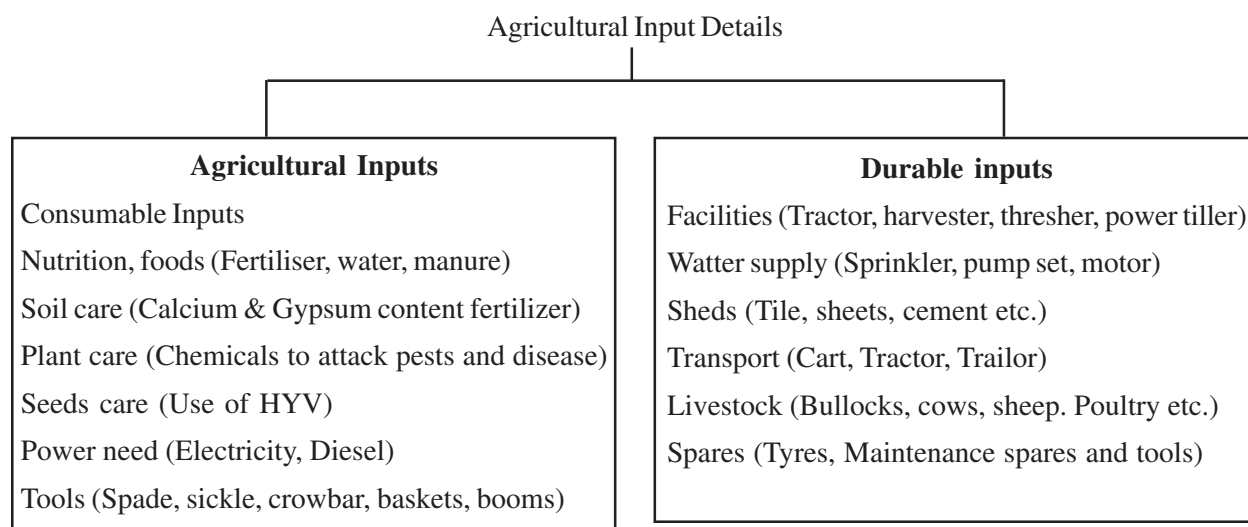 Agricultural Input Details
Agricultural Inputs
Consumable Inputs
Nutrition, foods (Fertiliser, water, manure)
Soil care (Calcium & Gypsum content fertilizer)
Plant care (Chemicals to attack pests and disease)
Seeds care (Use of HYV)
Power need (Electricity, Diesel)
Tools (Spade, sickle, crowbar, baskets, booms)
Durable inputs
Facilities (Tractor, harvester, thresher, power tiller)
Watter supply (Sprinkler, pump set, motor)
Sheds (Tile, sheets, cement etc.)
Transport (Cart, Tractor, Trailor)
Livestock (Bullocks, cows, sheep. Poultry etc.)
Spares (Tyres, Maintenance spares and tools)